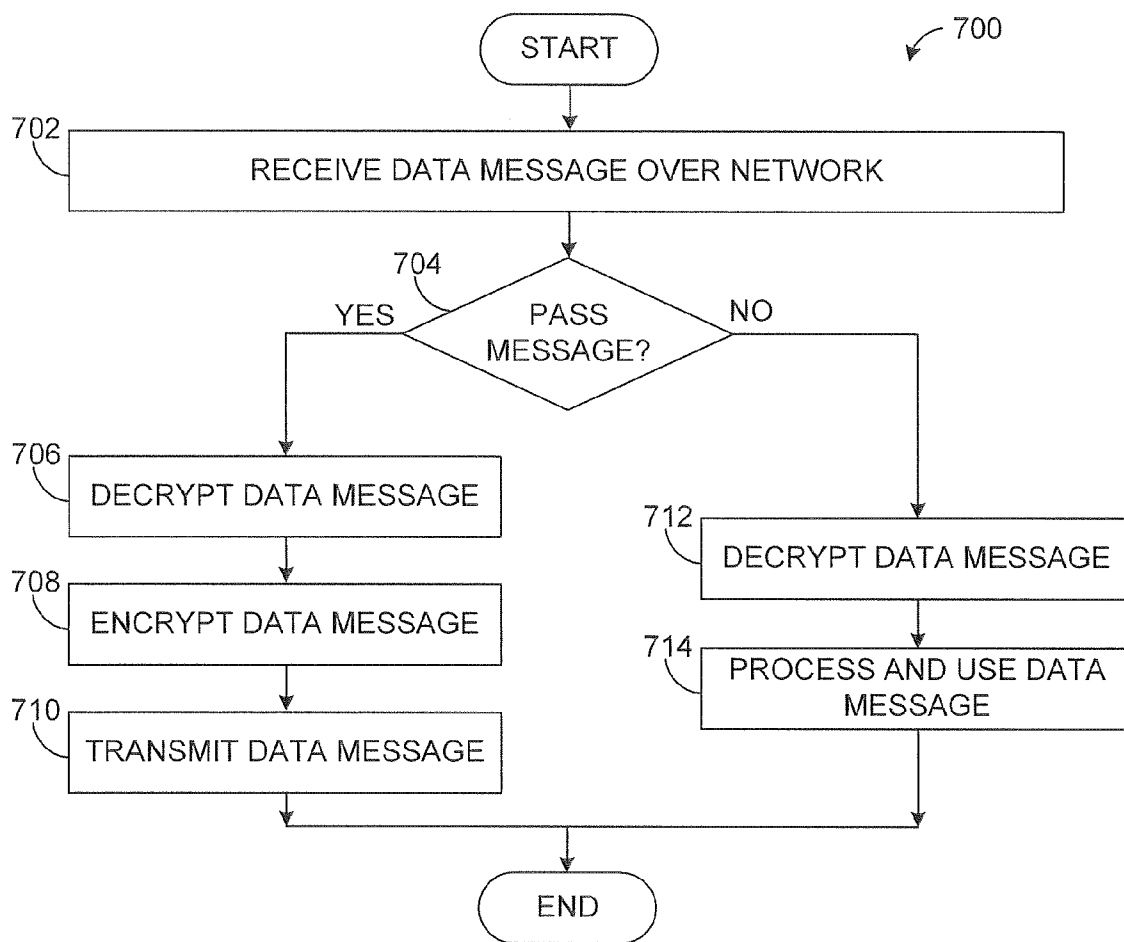 START
700
702
RECEIVE DATA MESSAGE OVER NETWORK
704
YES
PASS
MESSAGE?
NO
706
DECRYPT DATA MESSAGE
708
ENCRYPT DATA MESSAGE
710
TRANSMIT DATA MESSAGE
712
DECRYPT DATA MESSAGE
714
PROCESS AND USE DATA
MESSAGE
END